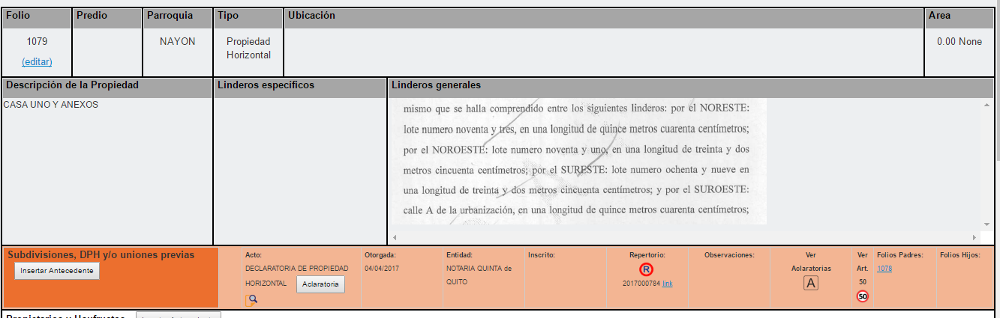 Folio Predio Parroquia Tipo Ubicación Area
1079 NAYON Propiedad 0.00 None
(editar) Horizontal
Descripción de la Propiedad Linderos específicos Linderos generales
CASA UNO Y ANEXOS
mismo que se halla comprendido entre los siguientes linderos: por el NORESTE:
lote numero noventa y tres, en una longitud de quince metros cuarenta centímetros;
por el NOROESTE: lote numero noventa y uno, en una longitud de treinta y dos
metros cincuenta centímetros; por el SURESTE: lote numero ochenta y nueve en
una longitud de treinta y dos metros cincuenta centímetros; y por el SUROESTE:
calle A de la urbanización, en una longitud de quince metros cuarenta centímetros;
Subdivisiones, DPH y/o uniones previas
Insertar Antecedente
Acto: Otorgada: Entidad: Inscrito: Repertorio: Observaciones: Ver Ver Folios Padres: Folios Hijos:
DECLARATORIA DE PROPIEDAD 04/04/2017 NOTARIA QUINTA de R Aclaratorias Art. 1078
HORIZONTAL Aclaratoria QUITO 2017000784 link A 50
50